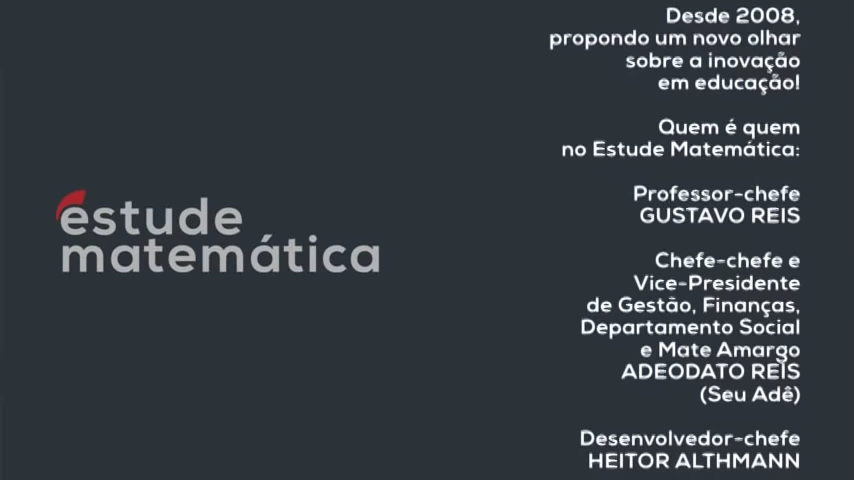 estude
matemática
Desde 2008,
propondo um novo olhar
sobre a inovação
em educação!
Quem é quem
no Estude Matemática:
Professor-chefe
GUSTAVO REIS
Chefe-chefe e
Vice-Presidente
de Gestão, Finanças,
Departamento Social
e Mate Amargo
ADEODATO REIS
(Seu Adê)
Desenvolvedor-chefe
HEITOR ALTHMANN